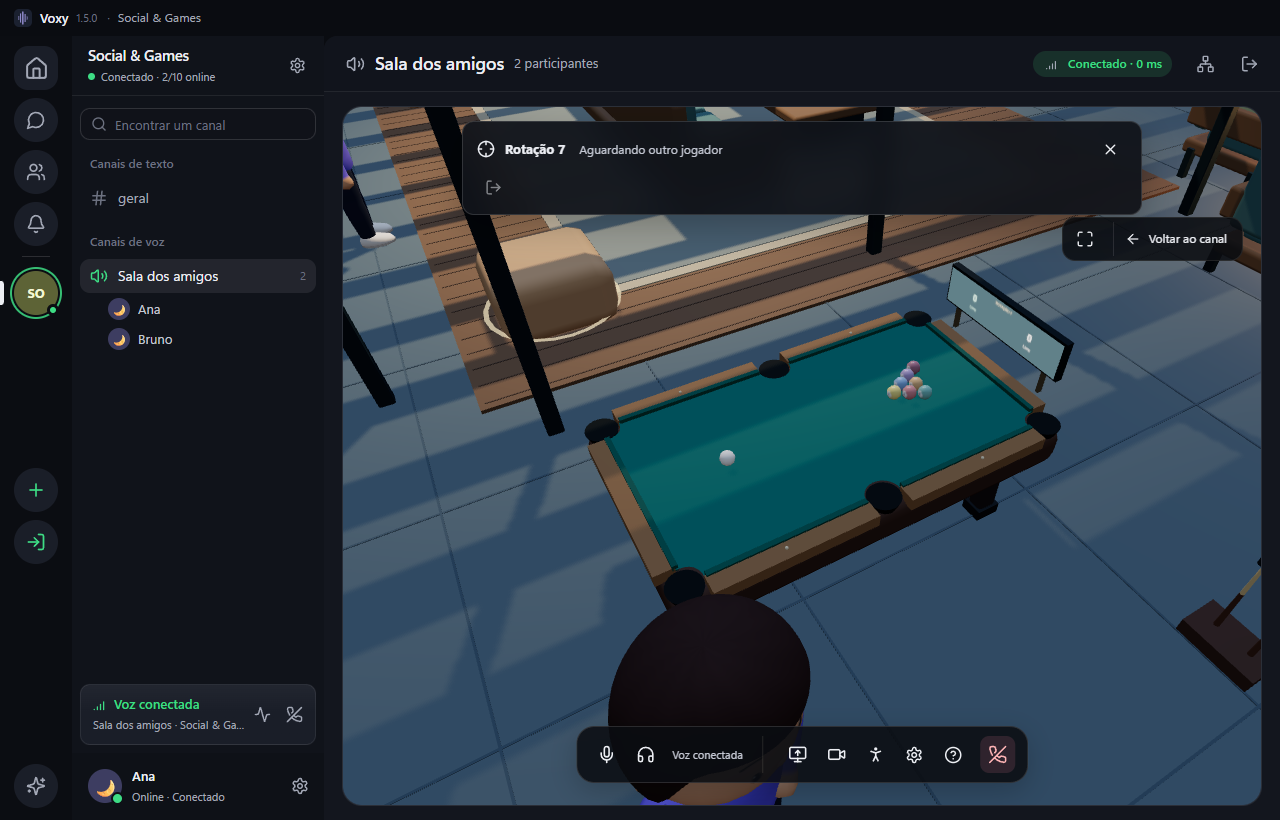 Voxy 1.5.0 · Social & Games
Social & Games
Conectado · 2/10 online
Encontrar um canal
Canais de texto
geral
Canais de voz
Sala dos amigos 2
Ana
Bruno
SO
Voz conectada
Sala dos amigos · Social & Ga...
Ana
Online · Conectado
Sala dos amigos 2 participantes
Conectado · 0 ms
Rotação 7 Aguardando outro jogador
Voltar ao canal
Voz conectada